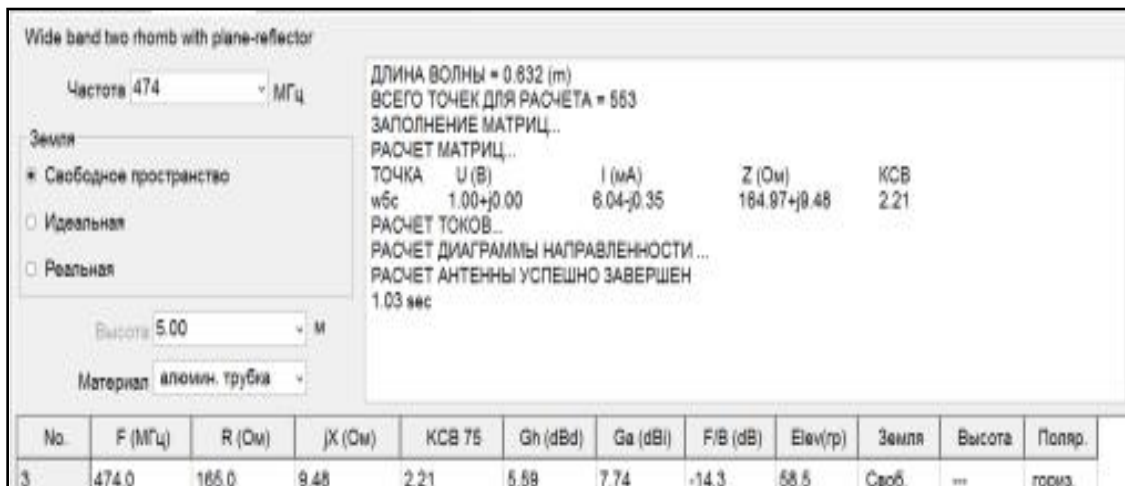 Wide band two rhomb with plane-reflector
Частота 474 МГц
Земля
Свободное пространство
Идеальная
Реальная
Высота 5.00 м
Материал алюмин. трубка
ДЛИНА ВОЛНЫ = 0.632 (m)
ВСЕГО ТОЧЕК ДЛЯ РАСЧЕТА = 553
ЗАПОЛНЕНИЕ МАТРИЦ...
РАСЧЕТ МАТРИЦ...
ТОЧКА U (В) I (мА) Z (Ом) КСВ
w5c 1.00+j0.00 6.04-j0.35 164.97+j9.48 2.21
РАСЧЕТ ТОКОВ...
РАСЧЕТ ДИАГРАММЫ НАПРАВЛЕННОСТИ ...
РАСЧЕТ АНТЕННЫ УСПЕШНО ЗАВЕРШЕН
1.03 sec
No. F (МГц) R (Ом) jX (Ом) КСВ 75 Gh (dBd) Ga (dBi) F/B (dB) Elev(гр) Земля Высота Поляр.
3 474.0 165.0 9.48 2.21 5.59 7.74 -14.3 58.5 Своб. --- гориз.